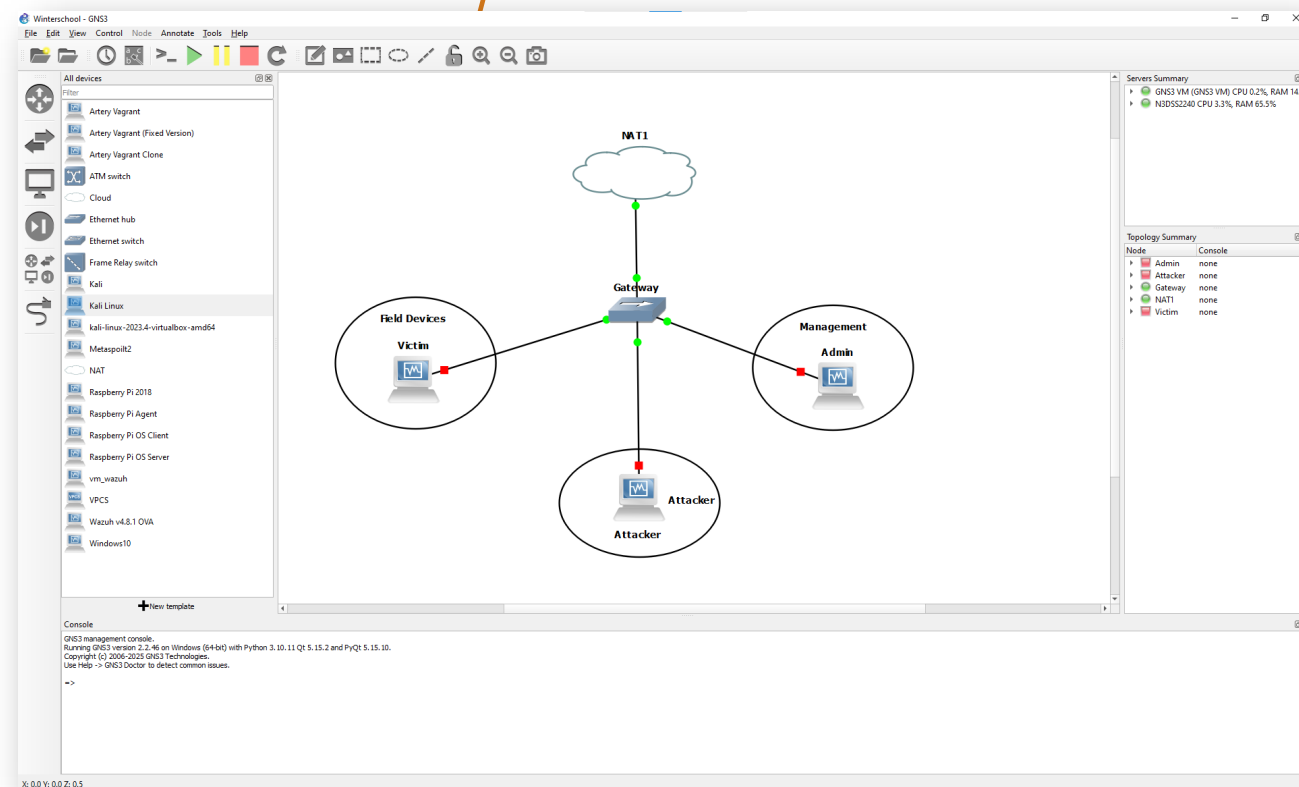 Winterschool - GNS3
File Edit View Control Node Annotate Tools Help
All devices
Filter
Artery Vagrant
Artery Vagrant (Fixed Version)
Artery Vagrant Clone
ATM switch
Cloud
Ethernet hub
Ethernet switch
Frame Relay switch
Kali
Kali Linux
kali-linux-2023.4-virtualbox-amd64
Metaspoilt2
NAT
Raspberry Pi 2018
Raspberry Pi Agent
Raspberry Pi OS Client
Raspberry Pi OS Server
vm_wazuh
VPCS
Wazuh v4.8.1 OVA
Windows10
New template
NAT1
Gateway
Field Devices
Victim
Management
Admin
Attacker
Attacker
Servers Summary
GNS3 VM (GNS3 VM) CPU 0.2%, RAM 14.
N3DSS2240 CPU 3.3%, RAM 65.5%
Topology Summary
Node Console
Admin none
Attacker none
Gateway none
NAT1 none
Victim none
Console
GNS3 management console.
Running GNS3 version 2.2.46 on Windows (64-bit) with Python 3.10.11 Qt 5.15.2 and PyQt 5.15.10.
Copyright (c) 2006-2025 GNS3 Technologies.
Use Help -> GNS3 Doctor to detect common issues.
=>
X: 0.0 Y: 0.0 Z: 0.5